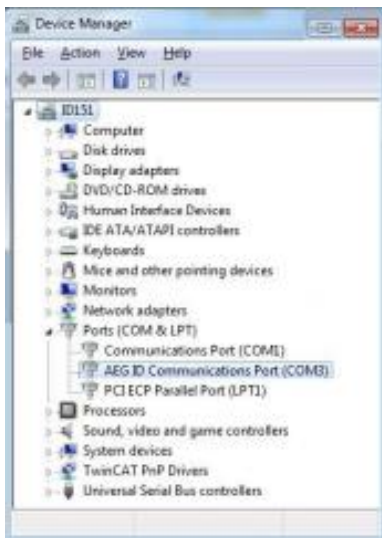 Device Manager
File Action View Help
ID151
Computer
Disk drives
Display adapters
DVD/CD-ROM drives
Human Interface Devices
IDE ATA/ATAPI controllers
Keyboards
Mice and other pointing devices
Monitors
Network adapters
Ports (COM & LPT)
Communications Port (COM1)
AEG ID Communications Port (COM3)
PCI ECP Parallel Port (LPT1)
Processors
Sound, video and game controllers
System devices
TwinCAT PnP Drivers
Universal Serial Bus controllers